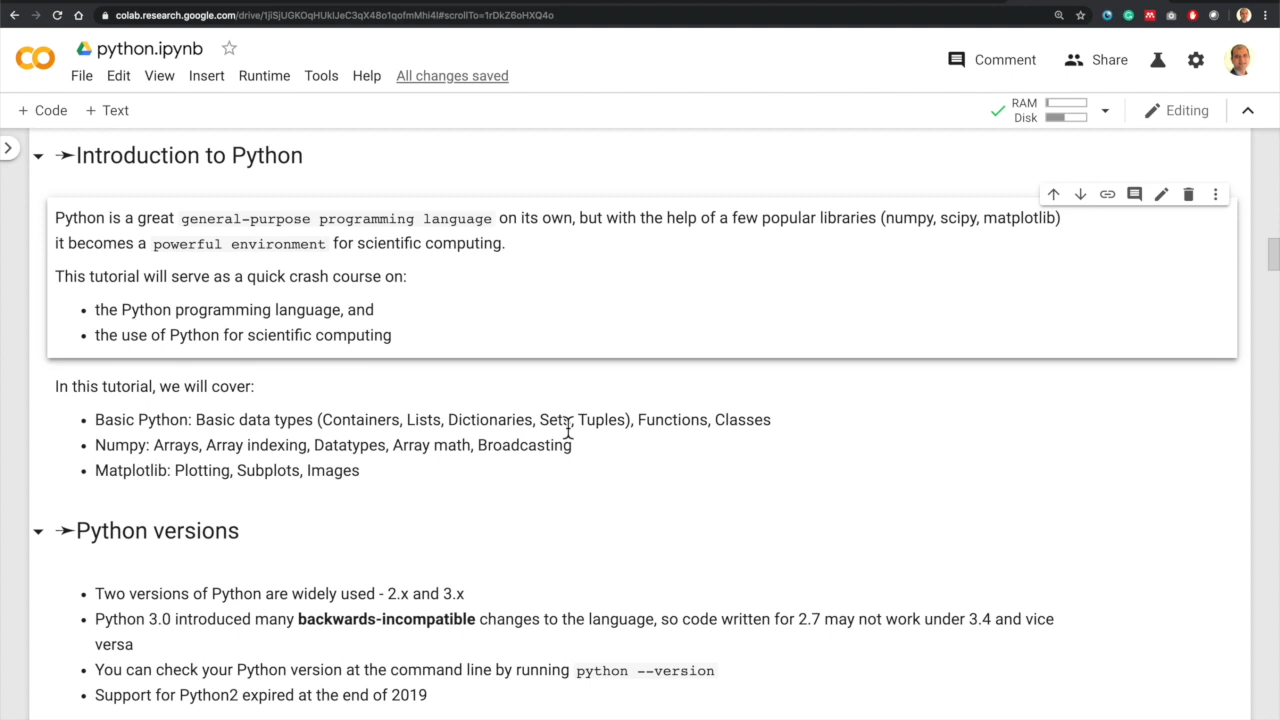 colab.research.google.com/drive/1jiSjUGKOqHUkIJeC3qX48o1qofmMhi4l#scrollTo=1rDkZ6oHXQ4o
python.ipynb
Comment
Share
File Edit View Insert Runtime Tools Help All changes saved
+ Code + Text
RAM
Disk
Editing
Introduction to Python
Python is a great general-purpose programming language on its own, but with the help of a few popular libraries (numpy, scipy, matplotlib)
it becomes a powerful environment for scientific computing.
This tutorial will serve as a quick crash course on:
• the Python programming language, and
• the use of Python for scientific computing
In this tutorial, we will cover:
• Basic Python: Basic data types (Containers, Lists, Dictionaries, Sets, Tuples), Functions, Classes
• Numpy: Arrays, Array indexing, Datatypes, Array math, Broadcasting
• Matplotlib: Plotting, Subplots, Images
Python versions
• Two versions of Python are widely used - 2.x and 3.x
• Python 3.0 introduced many backwards-incompatible changes to the language, so code written for 2.7 may not work under 3.4 and vice
versa
• You can check your Python version at the command line by running python --version
• Support for Python2 expired at the end of 2019